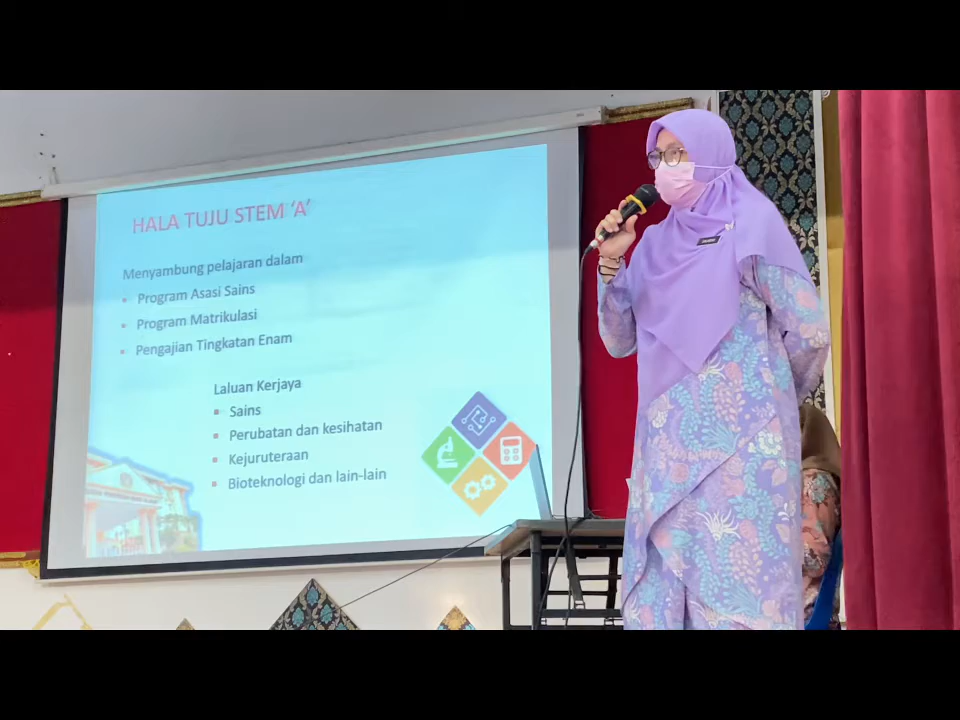 HALA TUJU STEM ‘A’
Menyambung pelajaran dalam
Program Asasi Sains
Program Matrikulasi
Pengajian Tingkatan Enam
Laluan Kerjaya
Sains
Perubatan dan kesihatan
Kejuruteraan
Bioteknologi dan lain-lain